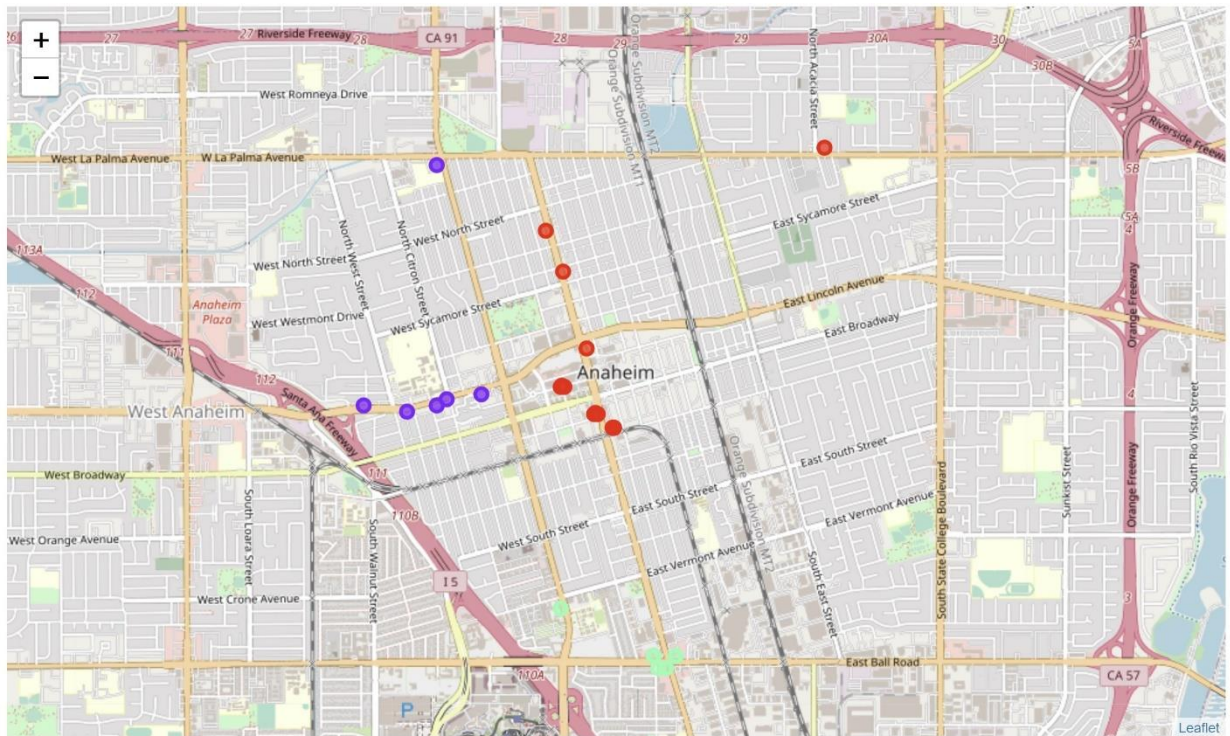 +
−
26
27
27
Riverside Freeway
28
CA 91
28
29
29
30A
30
30B
5A
Orange Subdivision MT2
Orange Subdivision MT1
North Acacia Street
West Romneya Drive
Riverside Freew
West La Palma Avenue
W La Palma Avenue
5B
East Sycamore Street
5A
4
113A
West North Street
West North Street
North West Street
North Citron Street
112
Anaheim
Plaza
West Westmont Drive
West Sycamore Street
East Lincoln Avenue
East Broadway
Orange Freeway
111
112
Santa Ana Freeway
Anaheim
West Anaheim
4
South Rio Vista Street
111
West Broadway
Orange Subdivision MT2
East South Street
Sunkist Street
Orange Freeway
South State College Boulevard
South Loara Street
110B
East South Street
East Vermont Avenue
West Orange Avenue
South Walnut Street
West South Street
East Vermont Avenue
South East Street
I 5
West Crone Avenue
3
110A
East Ball Road
CA 57
P
Leaflet